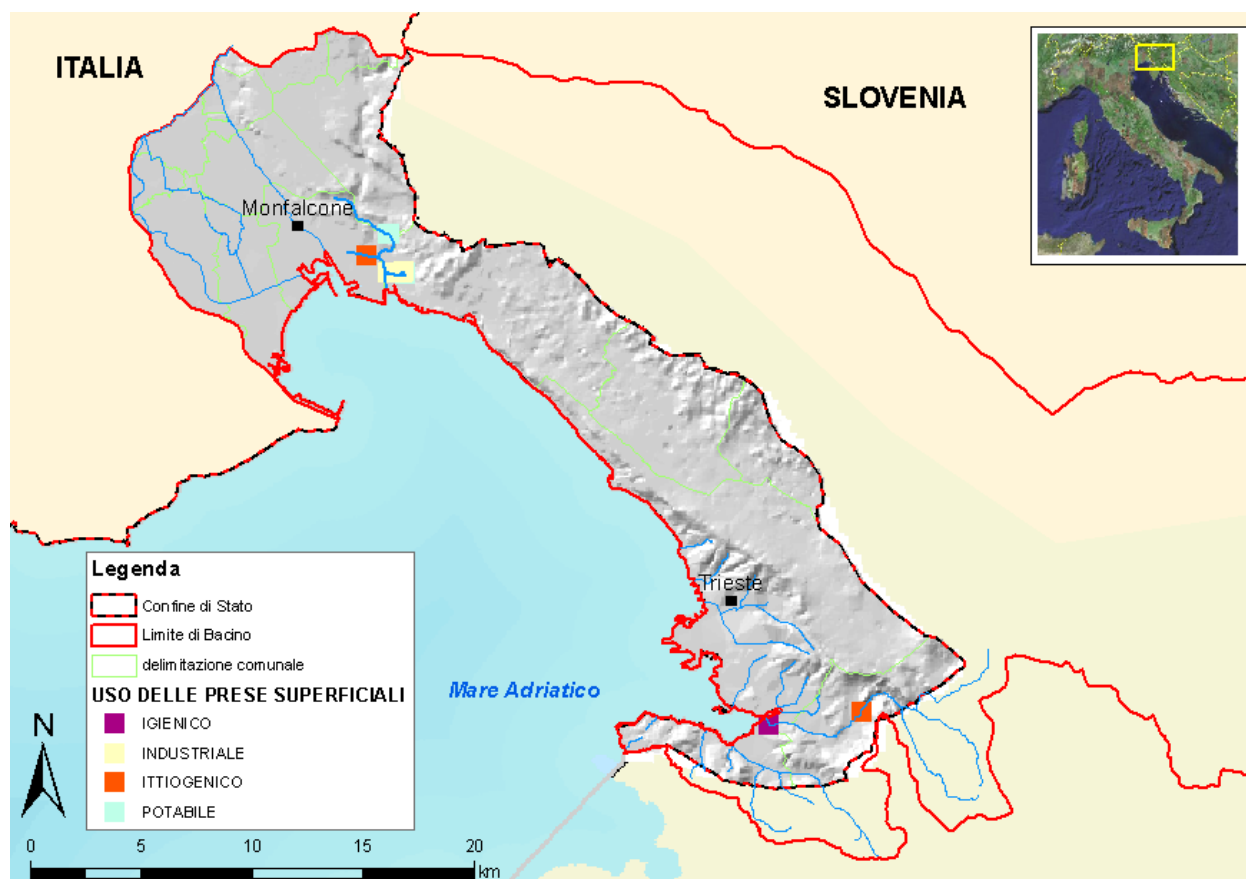 ITALIA
SLOVENIA
Monfalcone
Trieste
Mare Adriatico
Legenda
Confine di Stato
Limite di Bacino
delimitazione comunale
USO DELLE PRESE SUPERFICIALI
IGIENICO
INDUSTRIALE
ITTIOGENICO
POTABILE
N
0 5 10 15 20
km